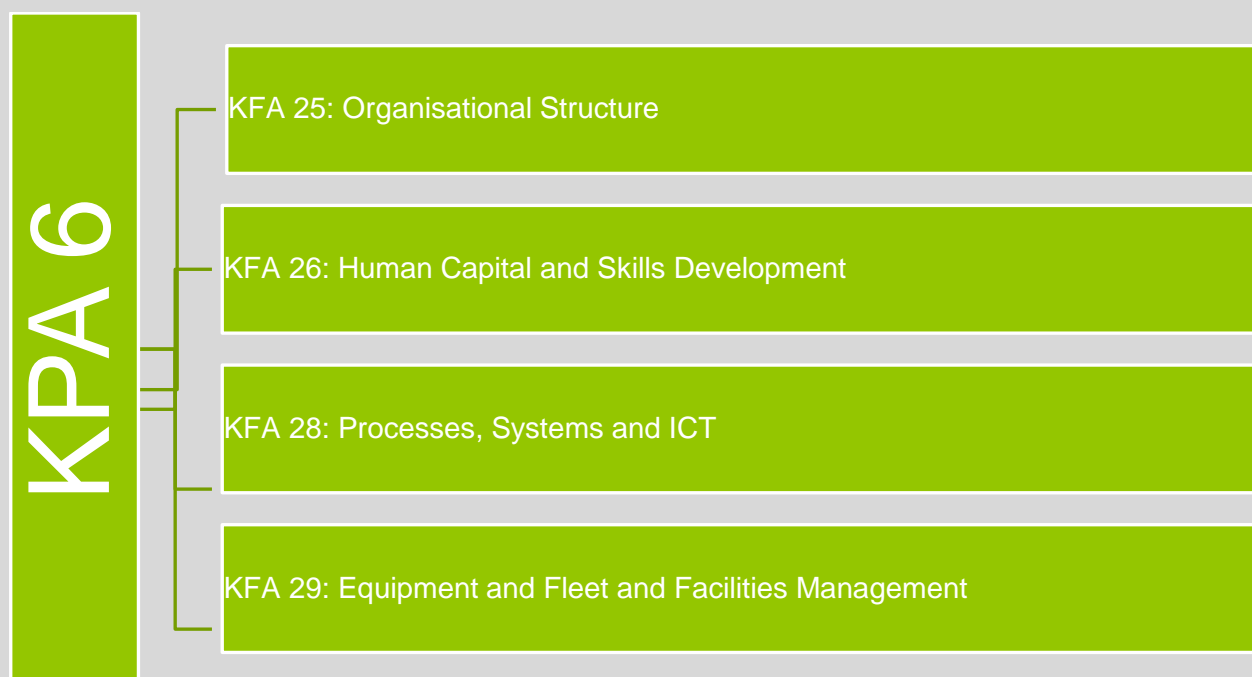 KPA 6
KFA 25: Organisational Structure
KFA 26: Human Capital and Skills Development
KFA 28: Processes, Systems and ICT
KFA 29: Equipment and Fleet and Facilities Management